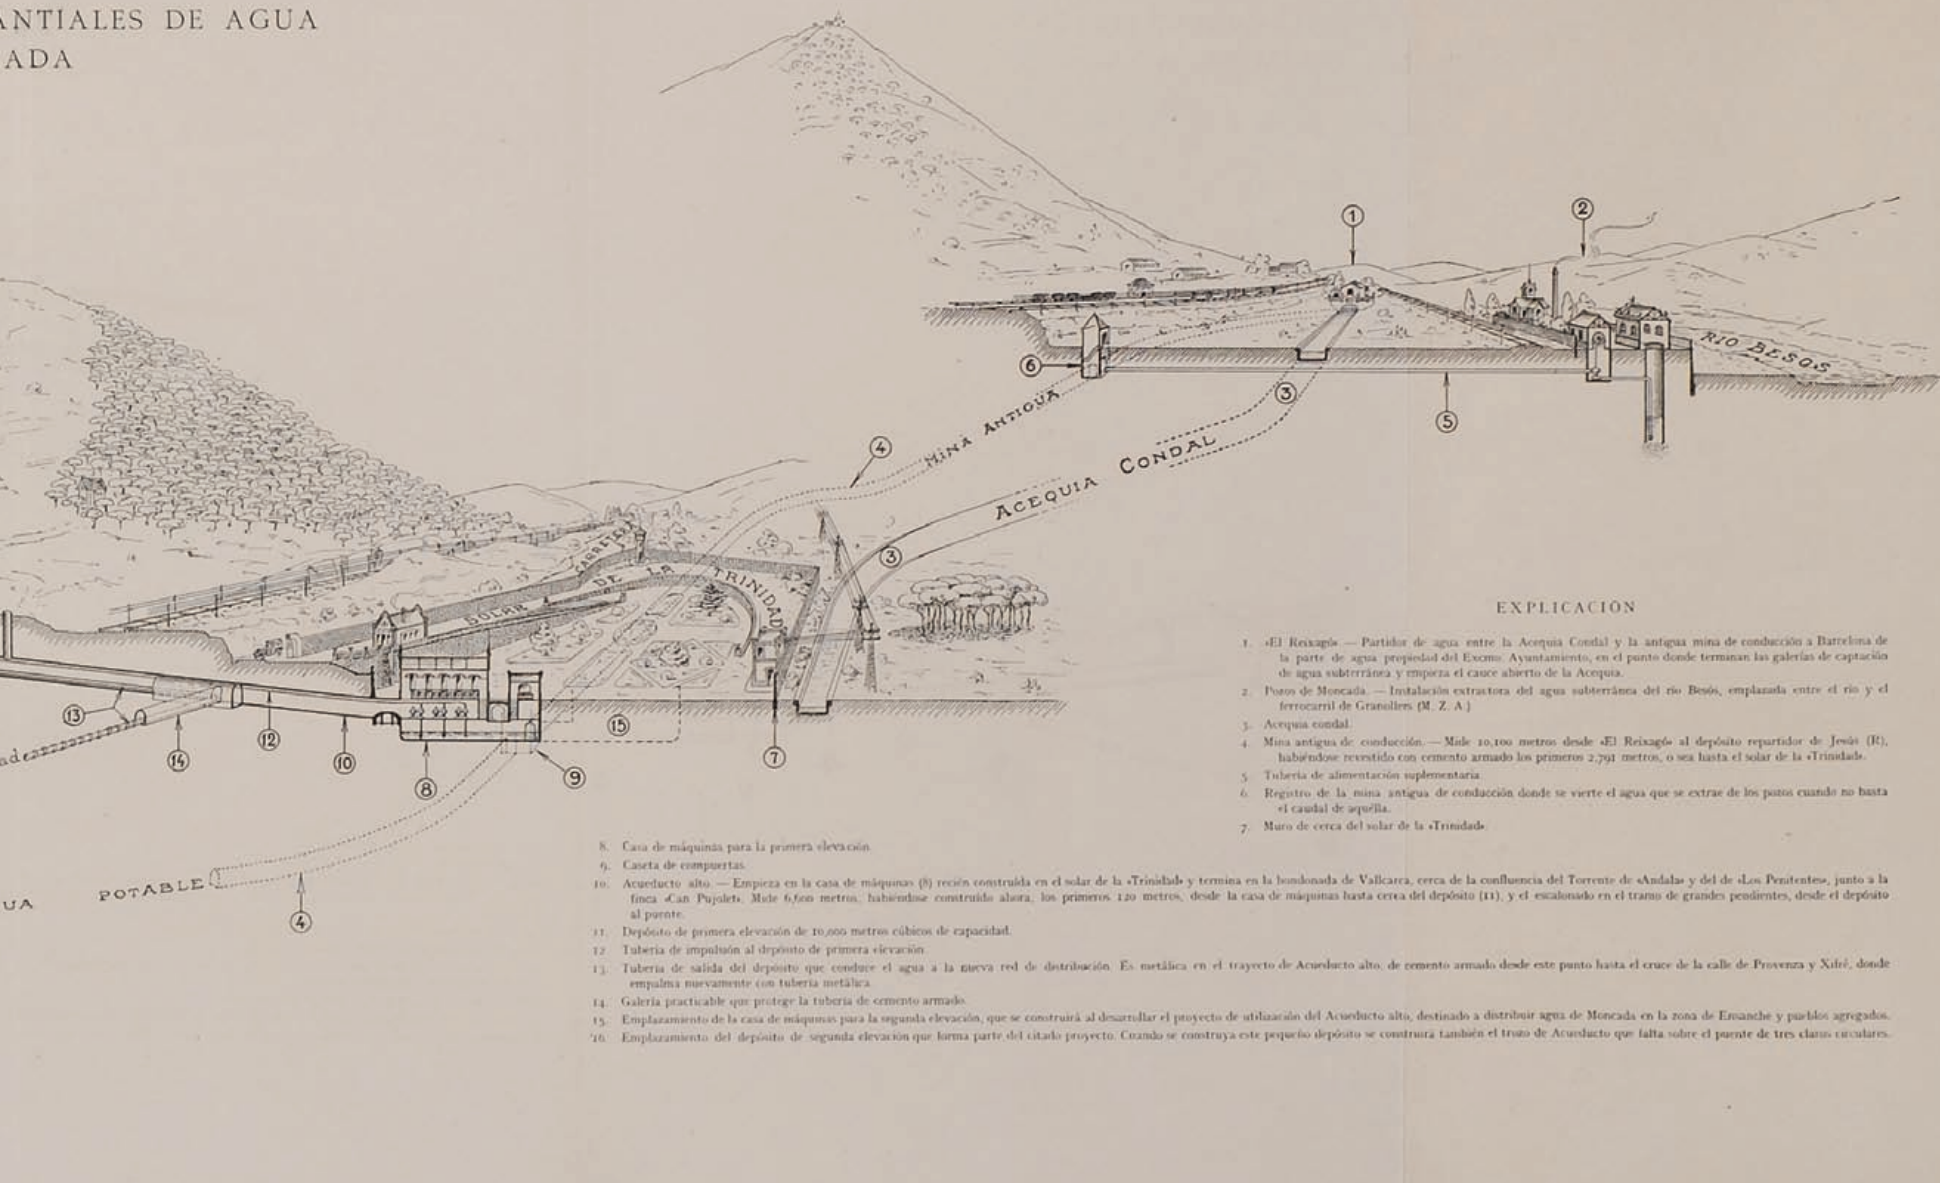 ANTIALES DE AGUA
ADA
1
2
RIO BESOS
6
3
5
4
MINA ANTIGUA
ACEQUIA CONDAL
3
CARRETERA
SOLAR DE LA TRINIDAD
13
14
12
10
8
9
15
7
UA POTABLE
4
EXPLICACIÓN
1. «El Reixagó». — Partidor de agua entre la Acequia Condal y la antigua mina de conducción a Barcelona de
la parte de agua propiedad del Excmo. Ayuntamiento, en el punto donde terminan las galerías de captación
de agua subterránea y empieza el cauce abierto de la Acequia.
2. Pozos de Moncada. — Instalación extractora del agua subterránea del río Besós, emplazada entre el río y el
ferrocarril de Granollers (M. Z. A.)
3. Acequia condal.
4. Mina antigua de conducción. — Mide 10,100 metros desde «El Reixagó» al depósito repartidor de Jesús (R),
habiéndose revestido con cemento armado los primeros 2,791 metros, o sea hasta el solar de la «Trinidad».
5. Tubería de alimentación suplementaria.
6. Registro de la mina antigua de conducción donde se vierte el agua que se extrae de los pozos cuando no basta
el caudal de aquélla.
7. Muro de cerca del solar de la «Trinidad».
8. Casa de máquinas para la primera elevación.
9. Caseta de compuertas.
10. Acueducto alto. — Empieza en la casa de máquinas (8) recién construída en el solar de la «Trinidad» y termina en la hondonada de Vallcarca, cerca de la confluencia del Torrente de «Andala» y del de «Los Penitentes», junto a la
finca «Can Pujolet». Mide 6,600 metros, habiéndose construído ahora, los primeros 120 metros, desde la casa de máquinas hasta cerca del depósito (11), y el escalonado en el tramo de grandes pendientes, desde el depósito
al puente.
11. Depósito de primera elevación de 10,000 metros cúbicos de capacidad.
12. Tubería de impulsión al depósito de primera elevación.
13. Tubería de salida del depósito que conduce el agua a la nueva red de distribución. Es metálica en el trayecto de Acueducto alto, de cemento armado desde este punto hasta el cruce de la calle de Provenza y Xifré, donde
empalma nuevamente con tubería metálica.
14. Galería practicable que protege la tubería de cemento armado.
15. Emplazamiento de la casa de máquinas para la segunda elevación, que se construirá al desarrollar el proyecto de utilización del Acueducto alto, destinado a distribuir agua de Moncada en la zona de Ensanche y pueblos agregados.
16. Emplazamiento del depósito de segunda elevación que forma parte del citado proyecto. Cuando se construya este pequeño depósito se construirá también el trozo de Acueducto que falta sobre el puente de tres claros circulares.